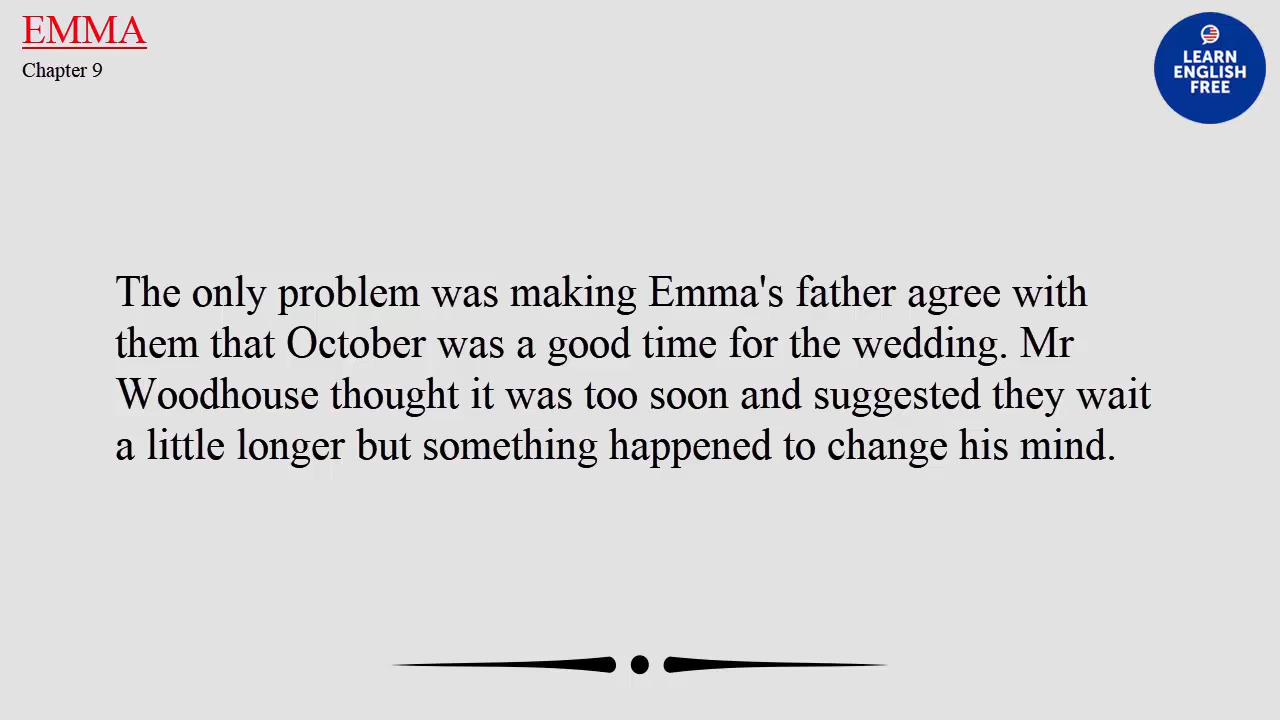 EMMA
Chapter 9
LEARN
ENGLISH
FREE
The only problem was making Emma's father agree with
them that October was a good time for the wedding. Mr
Woodhouse thought it was too soon and suggested they wait
a little longer but something happened to change his mind.